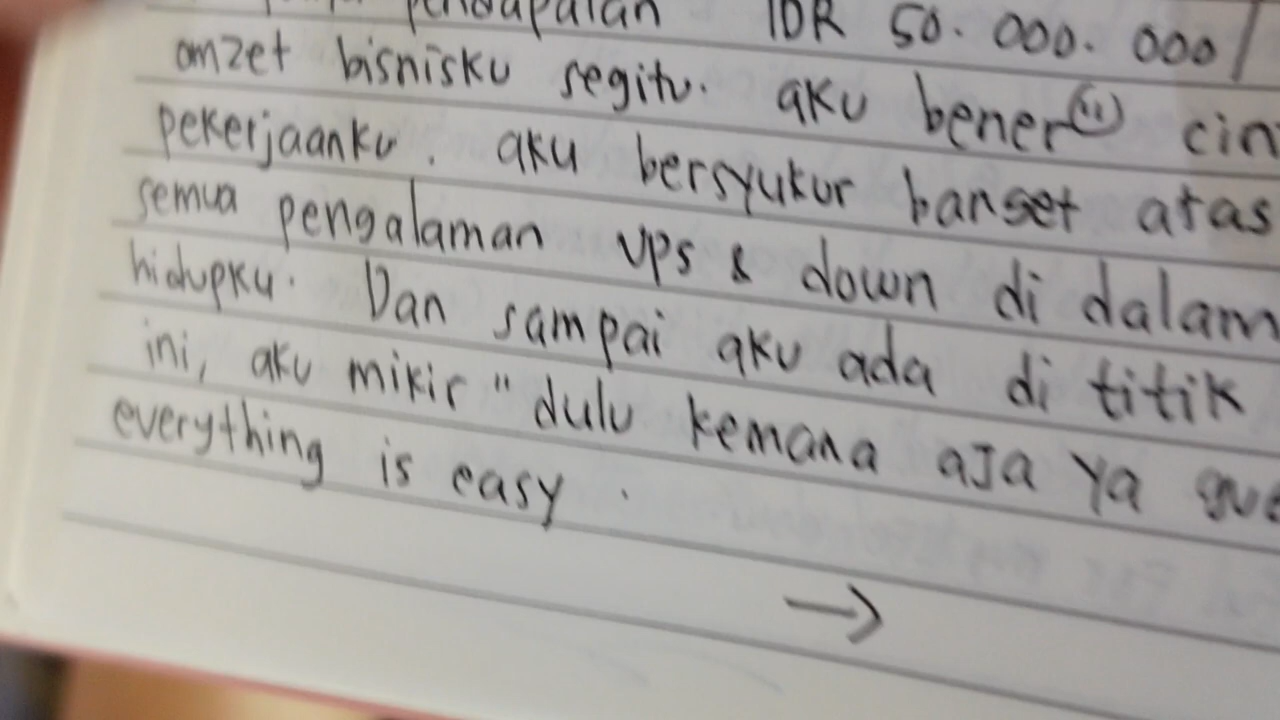 pendapatan IDR 50.000.000/
omzet bisnisku segitu. aku bener (") cin
pekerjaanku. aku bersyukur banget atas
semua pengalaman ups & down di dalam
hidupku. Dan sampai aku ada di titik
ini, aku mikir " dulu kemana aja ya gue
everything is easy.
→